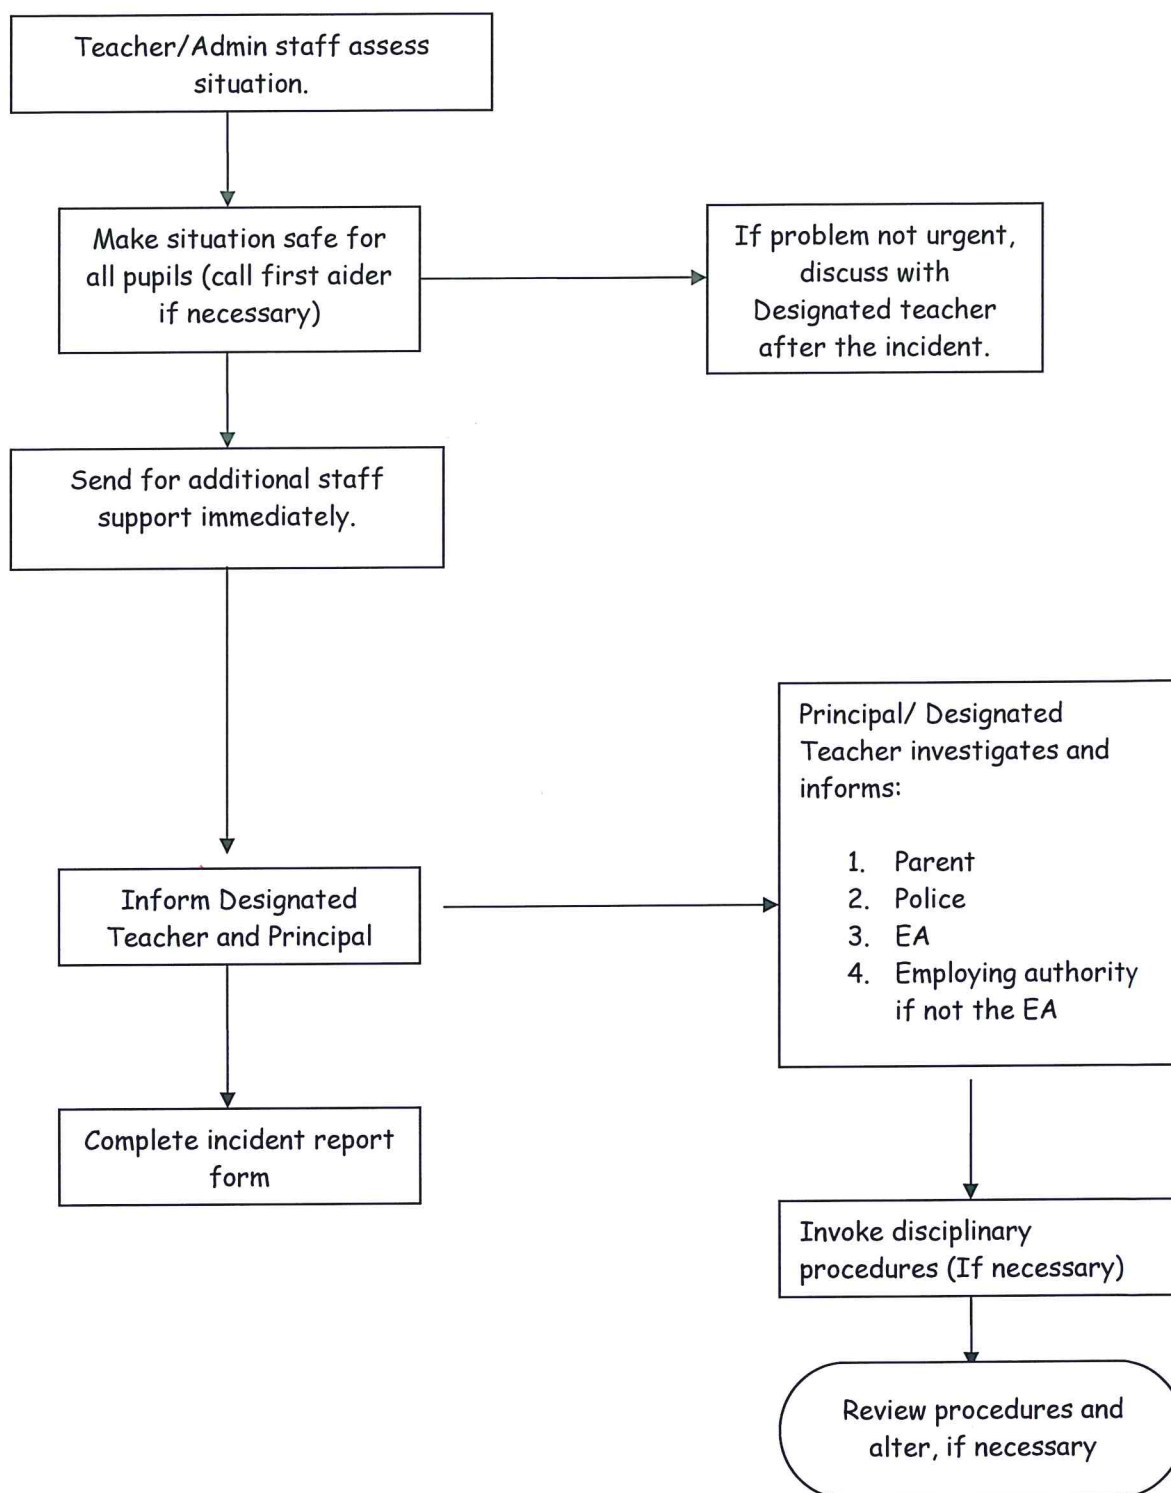 Teacher/Admin staff assess
situation.
Make situation safe for
all pupils (call first aider
if necessary)
If problem not urgent,
discuss with
Designated teacher
after the incident.
Send for additional staff
support immediately.
Principal/ Designated
Teacher investigates and
informs:
1. Parent
2. Police
3. EA
4. Employing authority
if not the EA
Inform Designated
Teacher and Principal
Complete incident report
form
Invoke disciplinary
procedures (If necessary)
Review procedures and
alter, if necessary